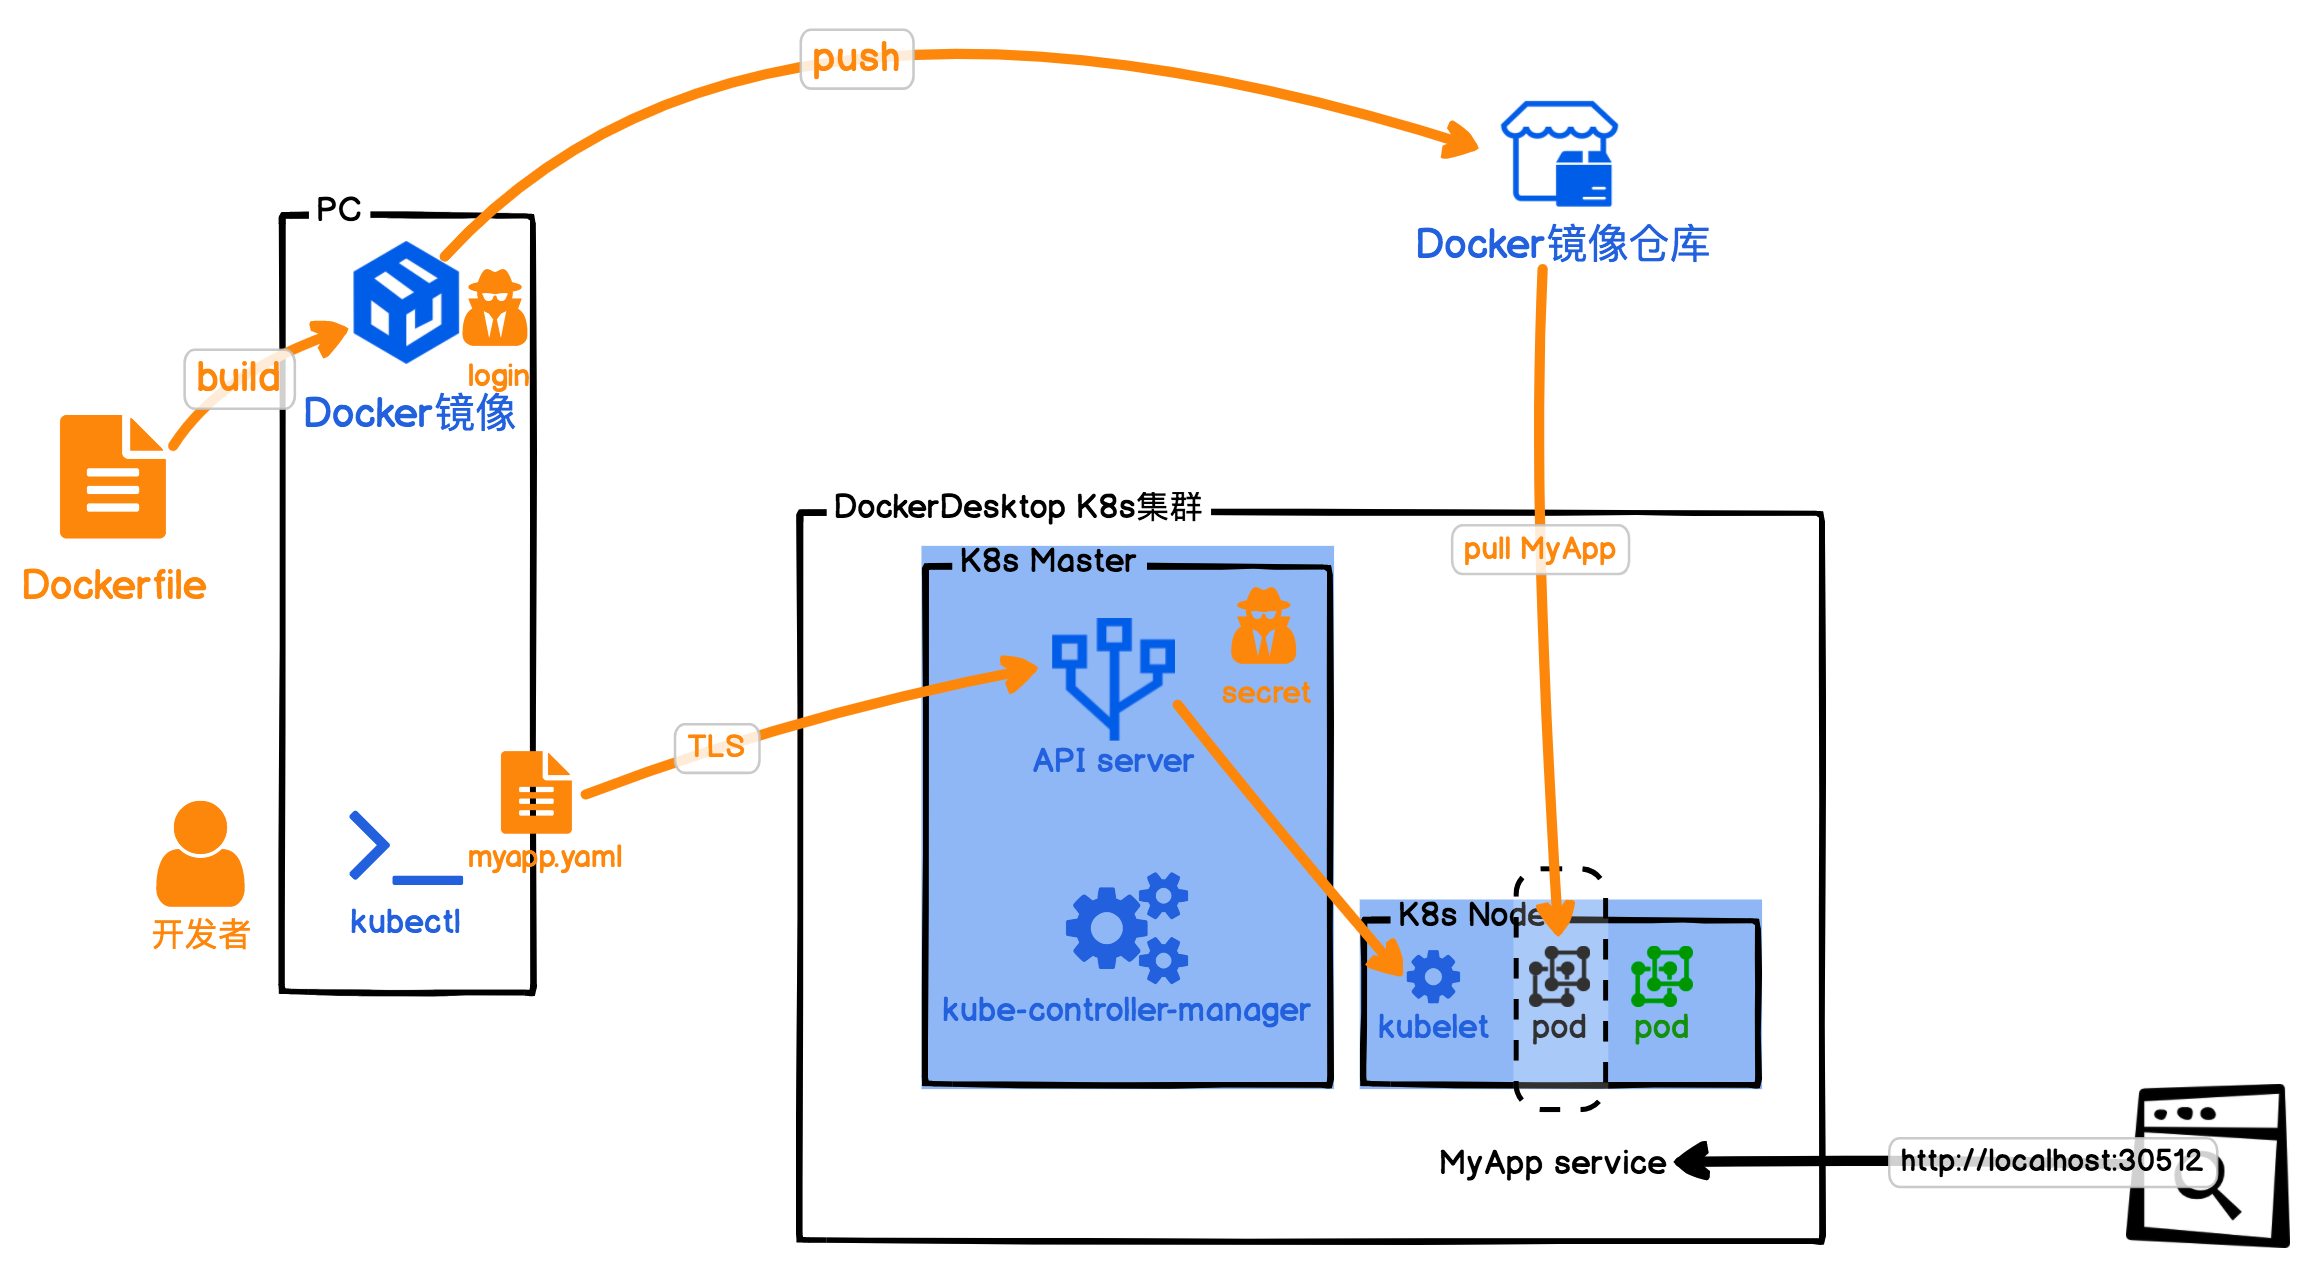 push
PC
Docker镜像仓库
build
login
Docker镜像
Dockerfile
DockerDesktop K8s集群
pull MyApp
K8s Master
secret
TLS
API server
myapp.yaml
开发者
kubectl
K8s Node
kube-controller-manager
kubelet
pod
pod
MyApp service
http://localhost:30512